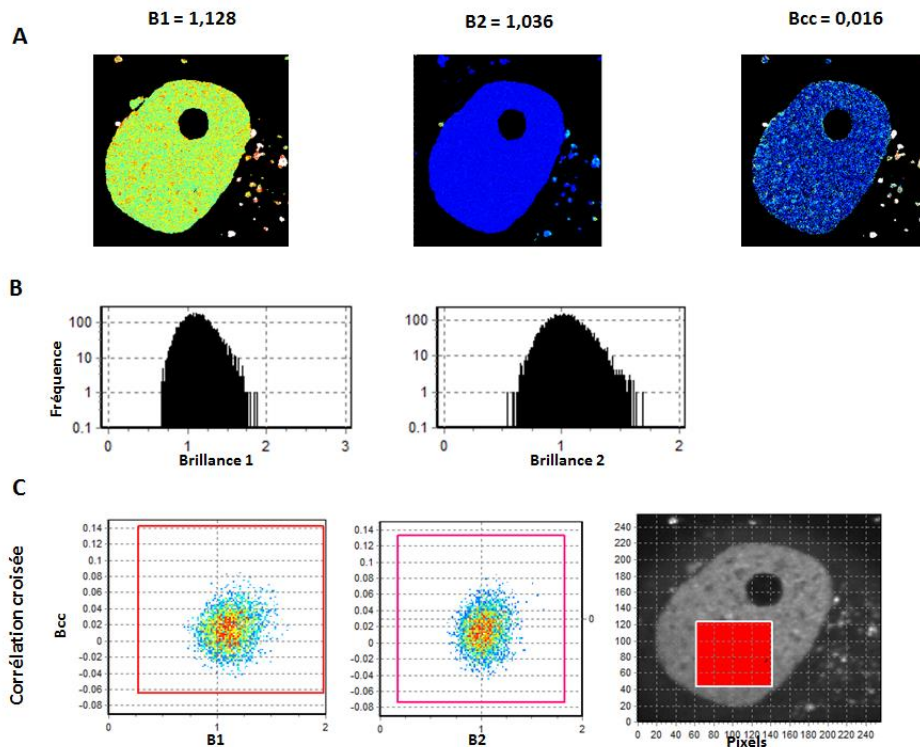 B1 = 1,128 B2 = 1,036 Bcc = 0,016
A
B
Fréquence
100
10
1
0.1
0 1 2 3
Brillance 1
100
10
1
0.1
0 1 2
Brillance 2
C
Corrélation croisée
Bcc
0.14
0.12
0.1
0.08
0.06
0.04
0.02
0
-0.02
-0.04
-0.06
-0.08
0 1 2
B1
0.14
0.12
0.1
0.08
0.06
0.04
0.02
0
-0.02
-0.04
-0.06
-0.08
0 1 2
0
B2
240
220
200
180
160
140
120
100
80
60
40
20
0
0 20 40 60 80 100 120 140 160 180 200 220 240
Pixels